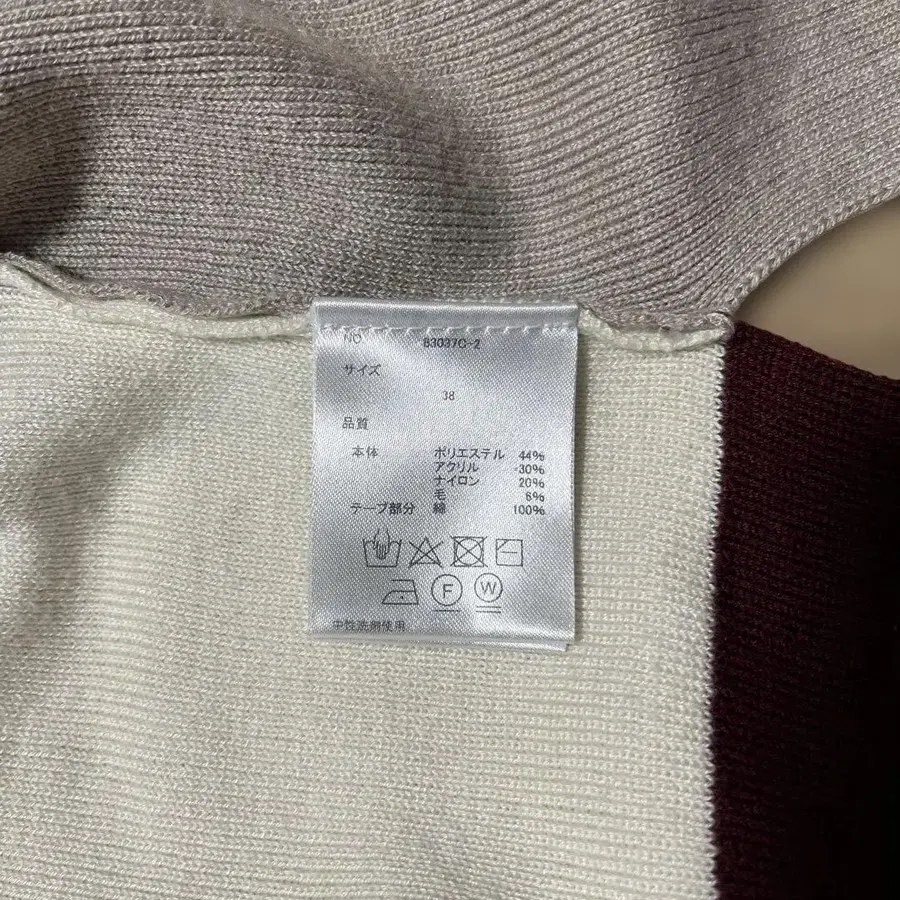 NO. 83037C-2
サイズ
38
品質
本体 ポリエステル 44%
アクリル 30%
ナイロン 20%
毛 6%
テープ部分 綿 100%
F W
中性洗剤使用